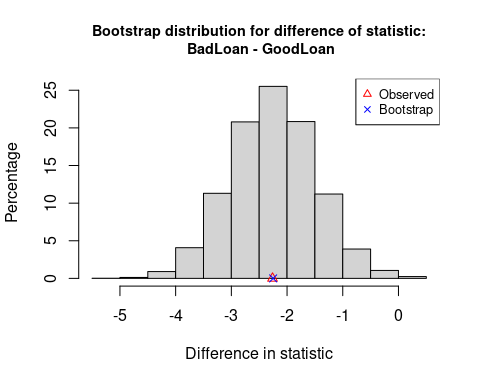 Bootstrap distribution for difference of statistic:
BadLoan - GoodLoan
Observed
Bootstrap
Percentage
25
20
15
10
5
0
-5 -4 -3 -2 -1 0
Difference in statistic